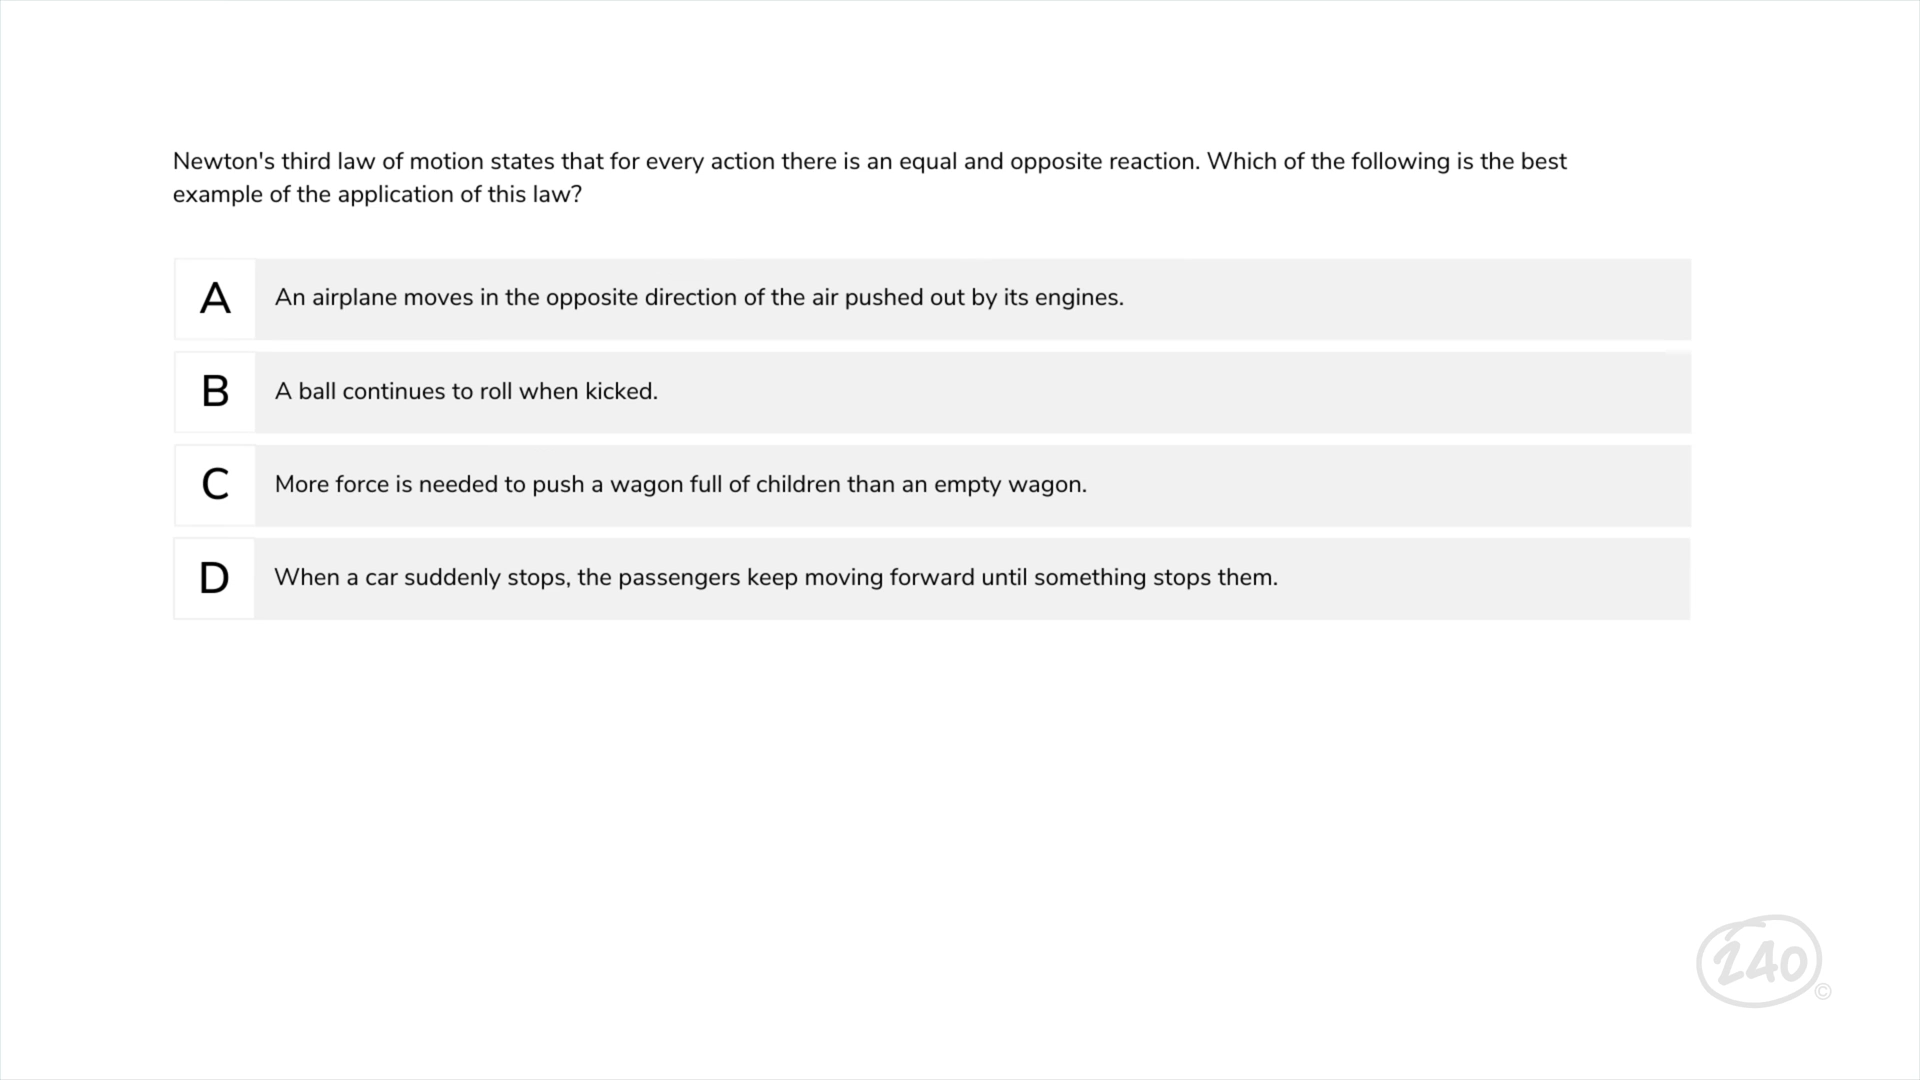 Newton's third law of motion states that for every action there is an equal and opposite reaction. Which of the following is the best
example of the application of this law?
A An airplane moves in the opposite direction of the air pushed out by its engines.
B A ball continues to roll when kicked.
C More force is needed to push a wagon full of children than an empty wagon.
D When a car suddenly stops, the passengers keep moving forward until something stops them.
240
©